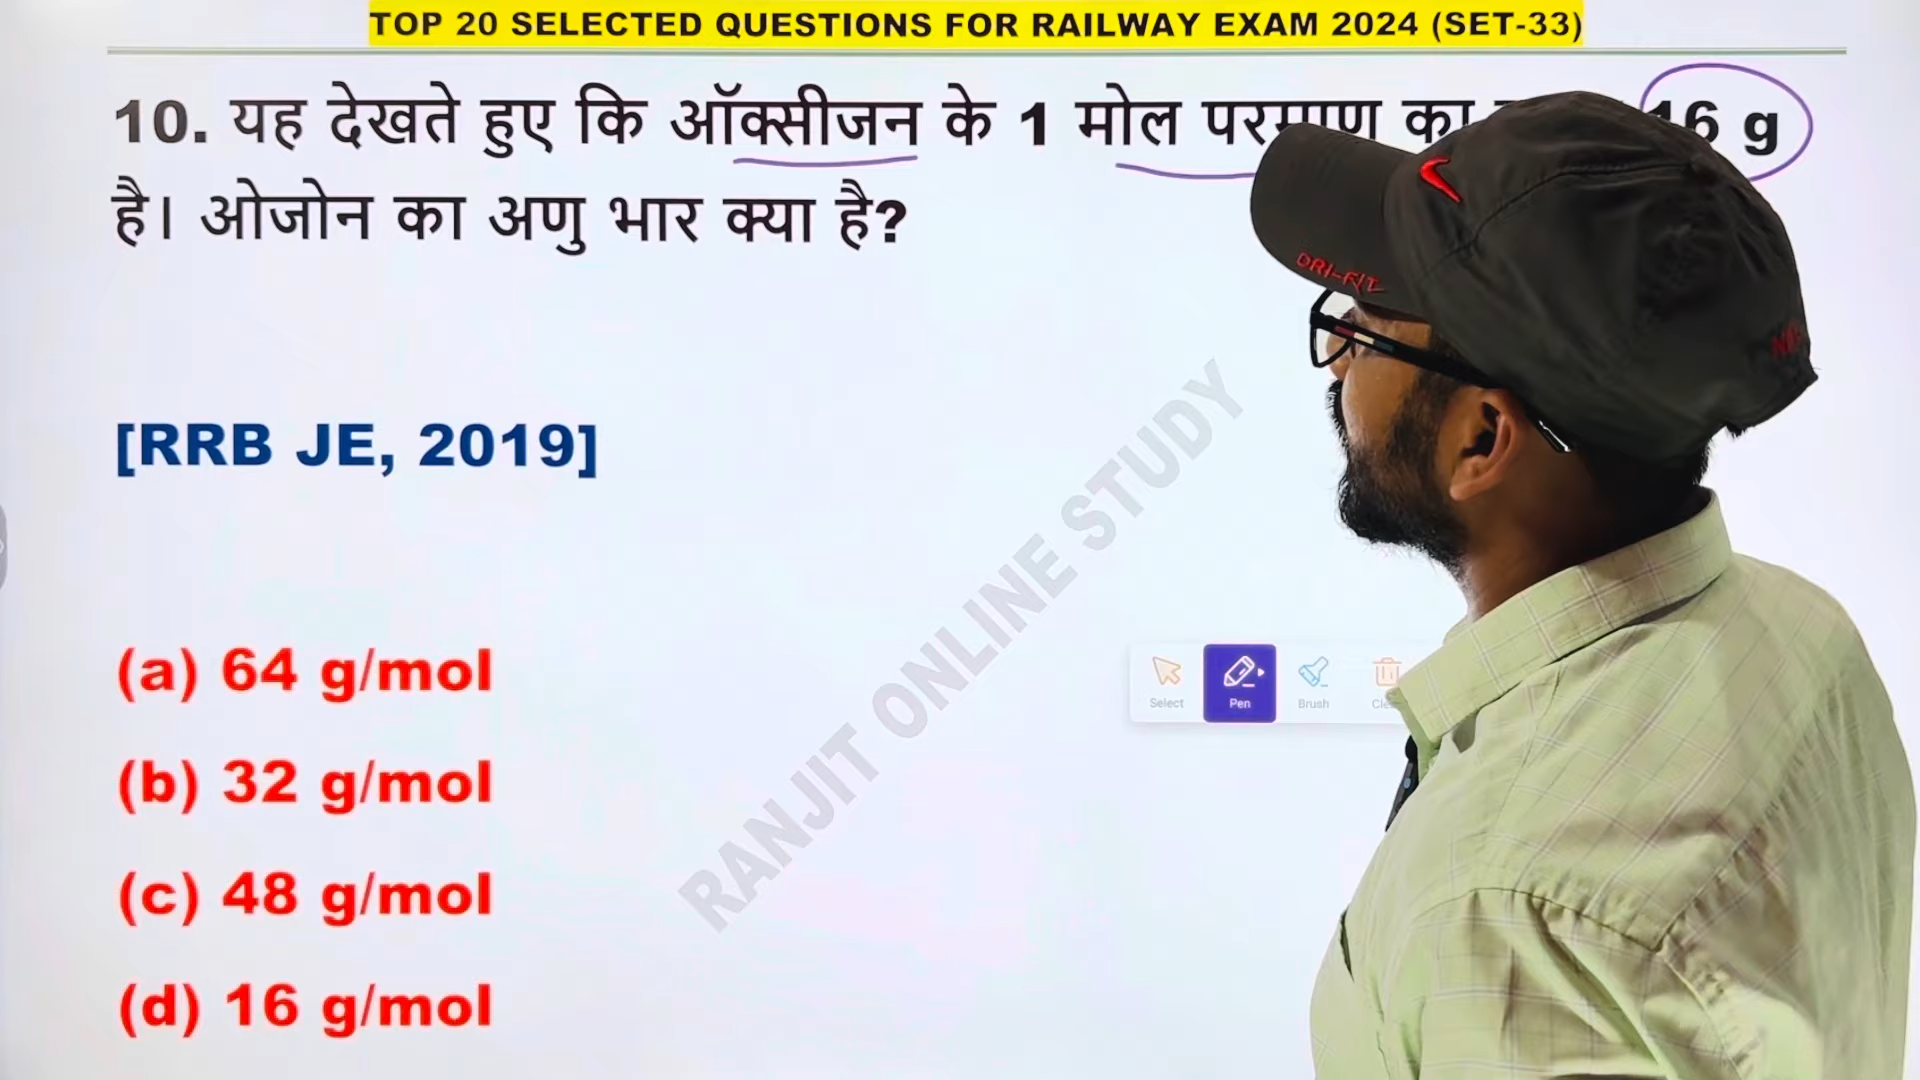 TOP 20 SELECTED QUESTIONS FOR RAILWAY EXAM 2024 (SET-33)
10. यह देखते हुए कि ऑक्सीजन के 1 मोल का 16 g
है। ओजोन का अणु भार क्या है?
DRI-FIT
[RRB JE, 2019]
RANJIT ONLINE STUDY
Select Pen Brush
(a) 64 g/mol
(b) 32 g/mol
(c) 48 g/mol
(d) 16 g/mol